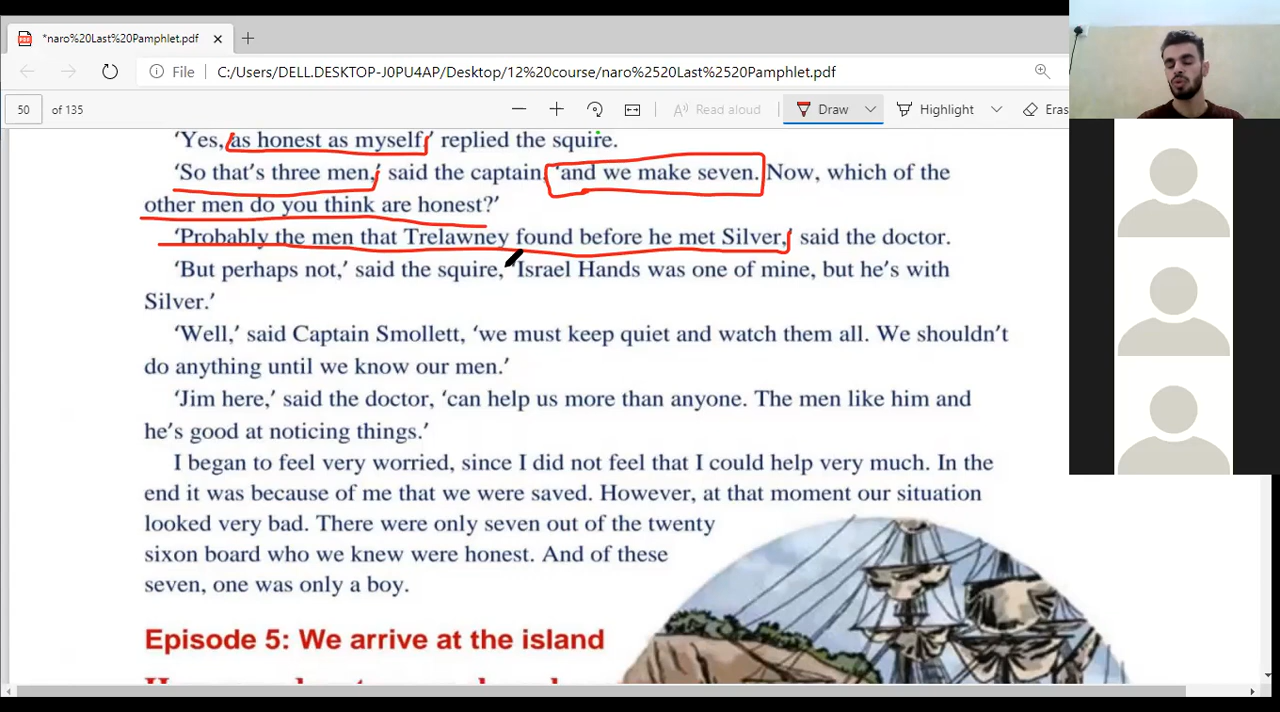 *naro%20Last%20Pamphlet.pdf
File C:/Users/DELL.DESKTOP-J0PU4AP/Desktop/12%20course/naro%2520Last%2520Pamphlet.pdf
50 of 135 Read aloud Draw Highlight Eras
‘Yes, as honest as myself,’ replied the squire.
‘So that’s three men,’ said the captain, ‘and we make seven. Now, which of the
other men do you think are honest?’
‘Probably the men that Trelawney found before he met Silver,’ said the doctor.
‘But perhaps not,’ said the squire, ‘Israel Hands was one of mine, but he’s with
Silver.’
‘Well,’ said Captain Smollett, ‘we must keep quiet and watch them all. We shouldn’t
do anything until we know our men.’
‘Jim here,’ said the doctor, ‘can help us more than anyone. The men like him and
he’s good at noticing things.’
I began to feel very worried, since I did not feel that I could help very much. In the
end it was because of me that we were saved. However, at that moment our situation
looked very bad. There were only seven out of the twenty
sixon board who we knew were honest. And of these
seven, one was only a boy.
Episode 5: We arrive at the island